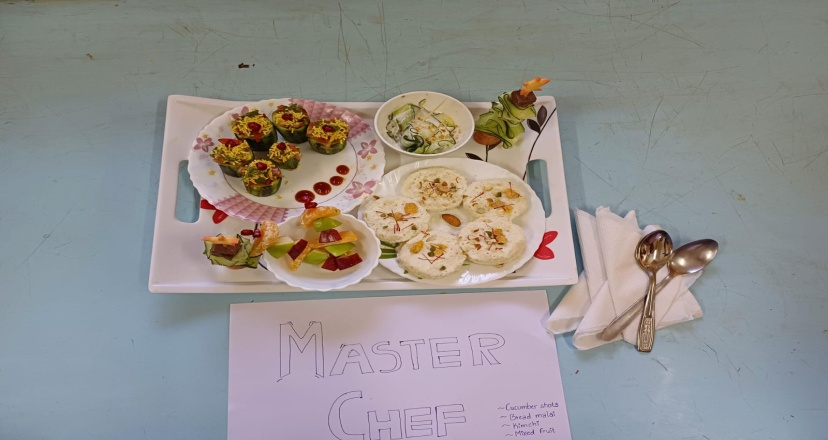 MASTER
CHEF
~Cucumber shots
~ Bread malai
~ Kimchi
~ Mixed fruit